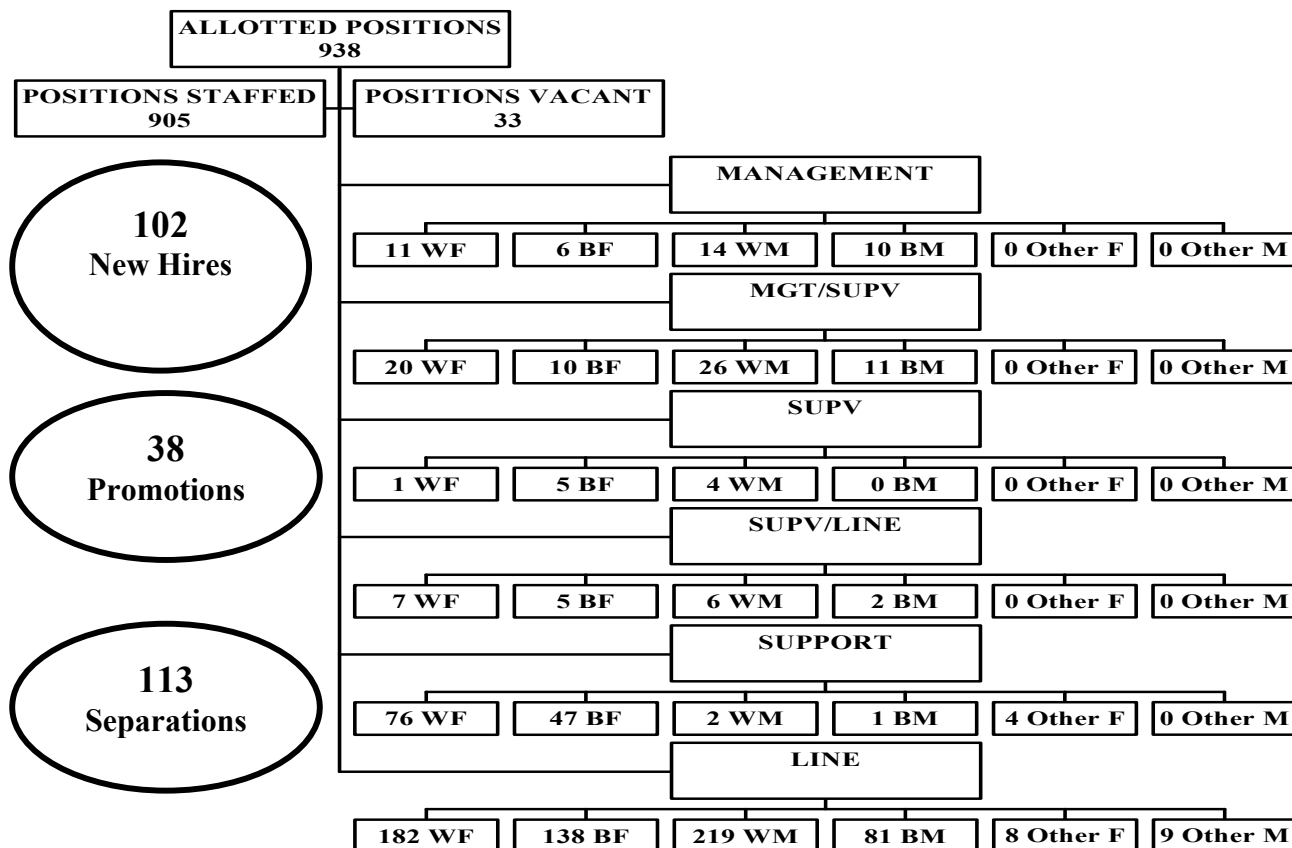 ALLOTTED POSITIONS
938
POSITIONS STAFFED
905
POSITIONS VACANT
33
102
New Hires
38
Promotions
113
Separations
MANAGEMENT
11 WF
6 BF
14 WM
10 BM
0 Other F
0 Other M
MGT/SUPV
20 WF
10 BF
26 WM
11 BM
0 Other F
0 Other M
SUPV
1 WF
5 BF
4 WM
0 BM
0 Other F
0 Other M
SUPV/LINE
7 WF
5 BF
6 WM
2 BM
0 Other F
0 Other M
SUPPORT
76 WF
47 BF
2 WM
1 BM
4 Other F
0 Other M
LINE
182 WF
138 BF
219 WM
81 BM
8 Other F
9 Other M